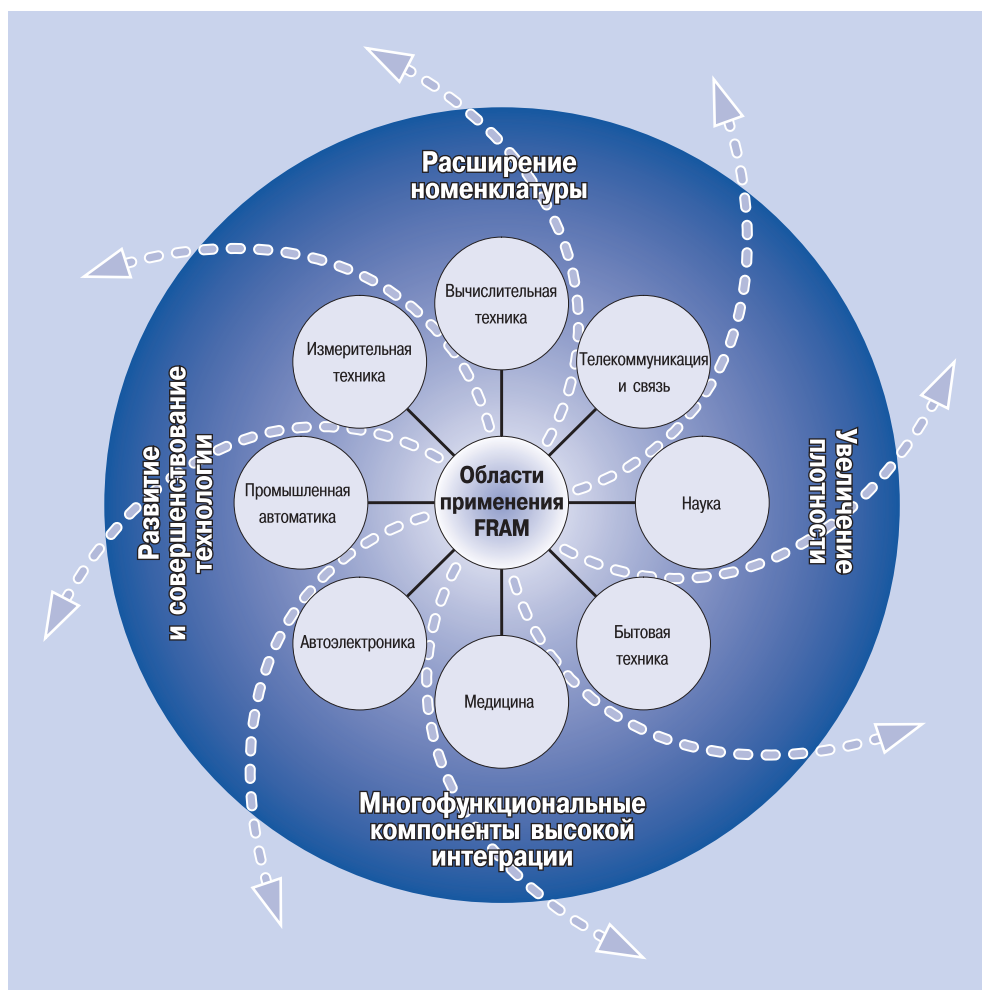 Расширение
номенклатуры
Вычислительная
техника
Измерительная
техника
Телекоммуникация
и связь
Развитие
и совершенствование
технологии
Промышленная
автоматика
Области
применения
FRAM
Наука
Увеличение
плотности
Автоэлектроника
Бытовая
техника
Медицина
Многофункциональные
компоненты высокой
интеграции